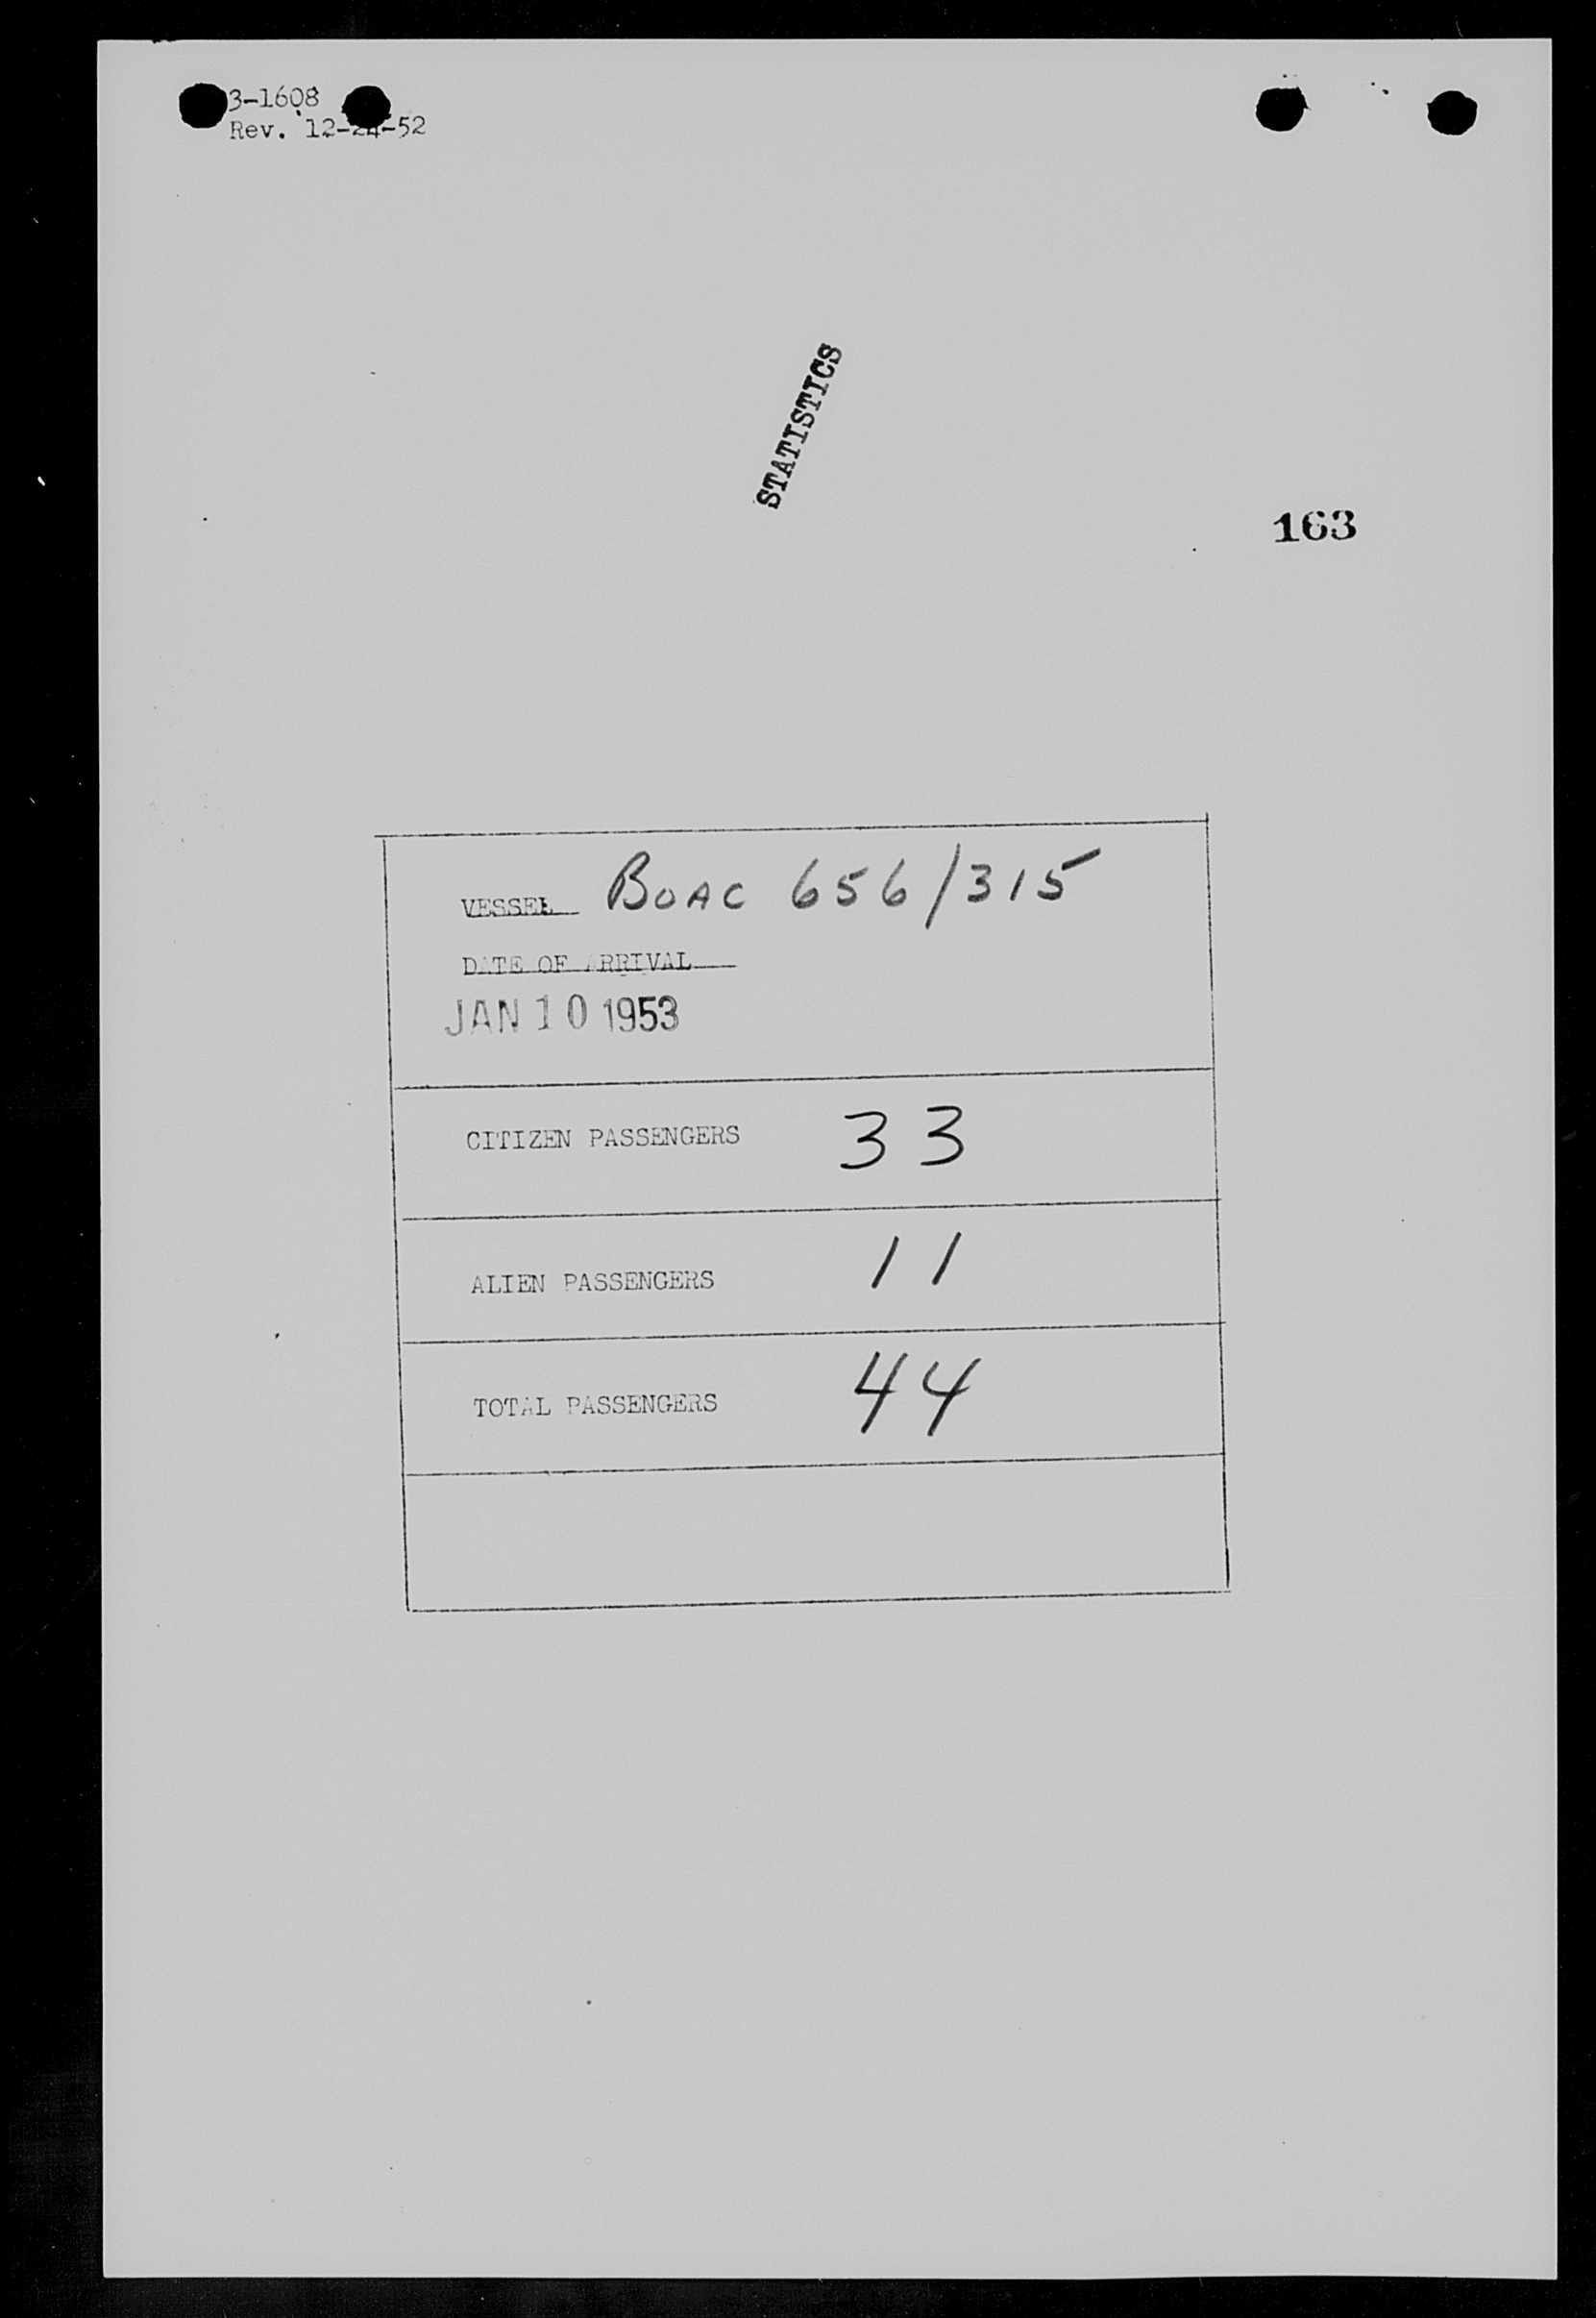 3-1608
Rev. 12-24-52
STATISTICS
163
VESSEL BOAC 656/315
DATE OF ARRIVAL
JAN 10 1953
CITIZEN PASSENGERS 33
ALIEN PASSENGERS 11
TOTAL PASSENGERS 44